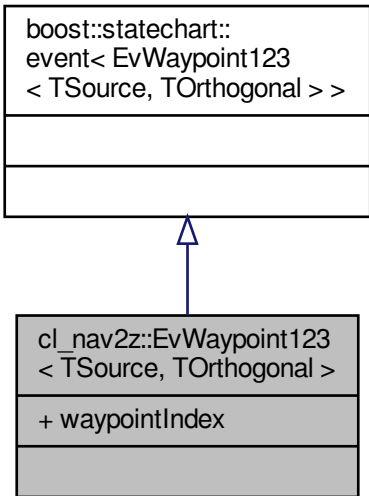 boost::statechart::
event< EvWaypoint123
< TSource, TOrthogonal > >
cl_nav2z::EvWaypoint123
< TSource, TOrthogonal >
+ waypointIndex